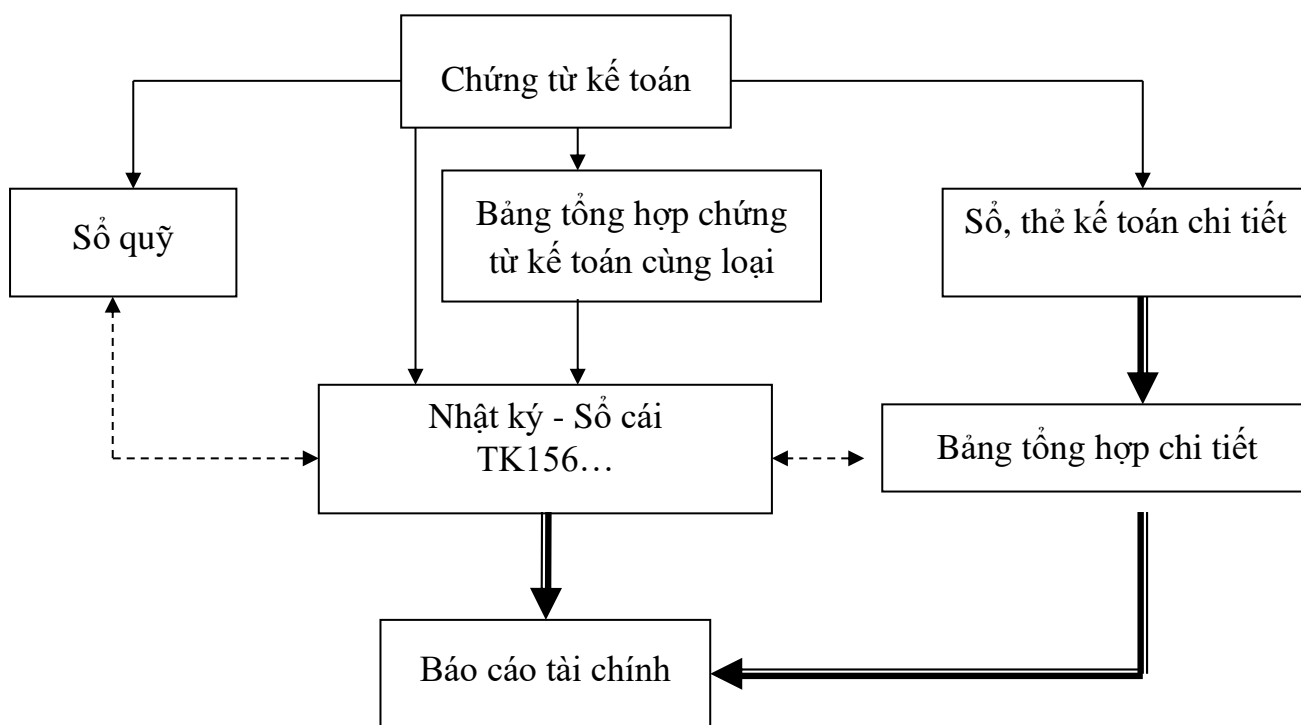 Chứng từ kế toán
Sổ quỹ
Bảng tổng hợp chứng
từ kế toán cùng loại
Sổ, thẻ kế toán chi tiết
Nhật ký - Sổ cái
TK156…
Bảng tổng hợp chi tiết
Báo cáo tài chính